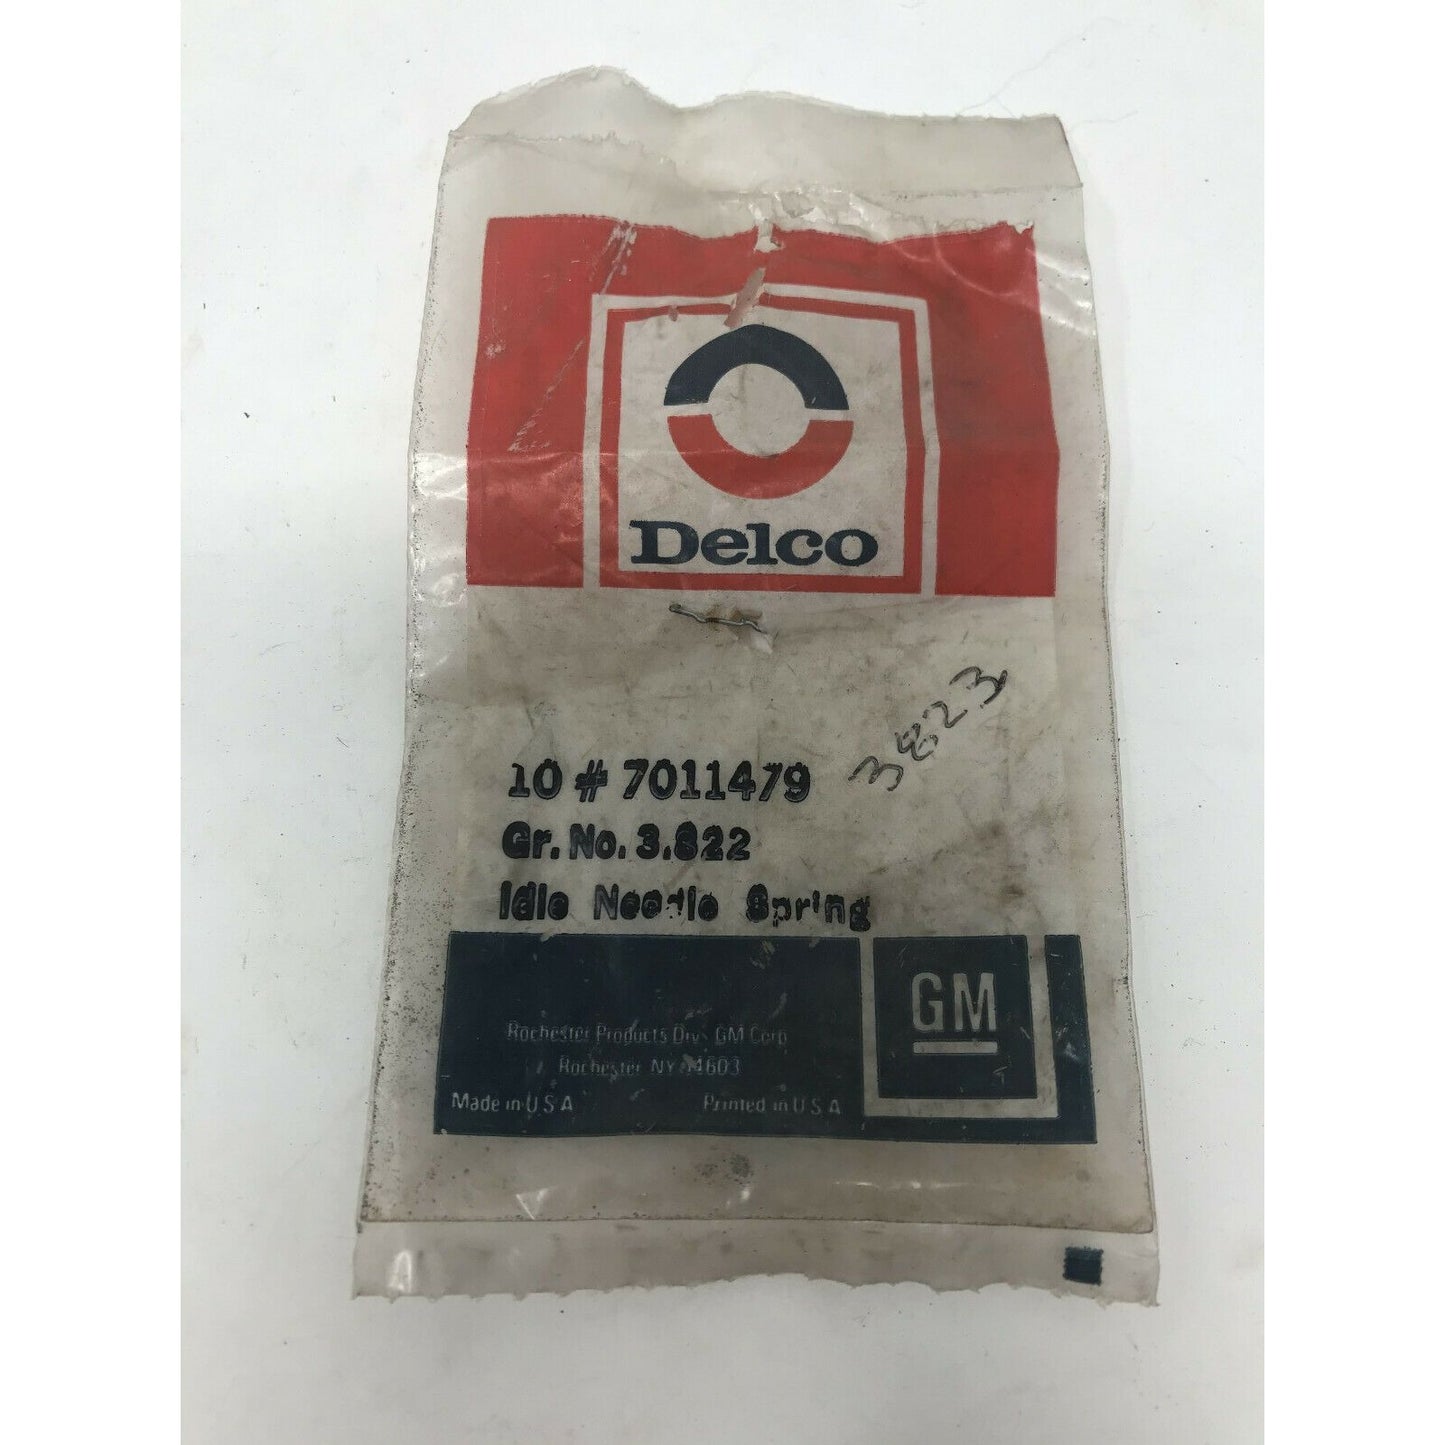 Delco
3823
10 # 7011479
Gr. No. 3.822
Idle Needle Spring
GM
Rochester Products Div. GM Corp
Rochester NY 14603
Made in U S A
Printed in U S A